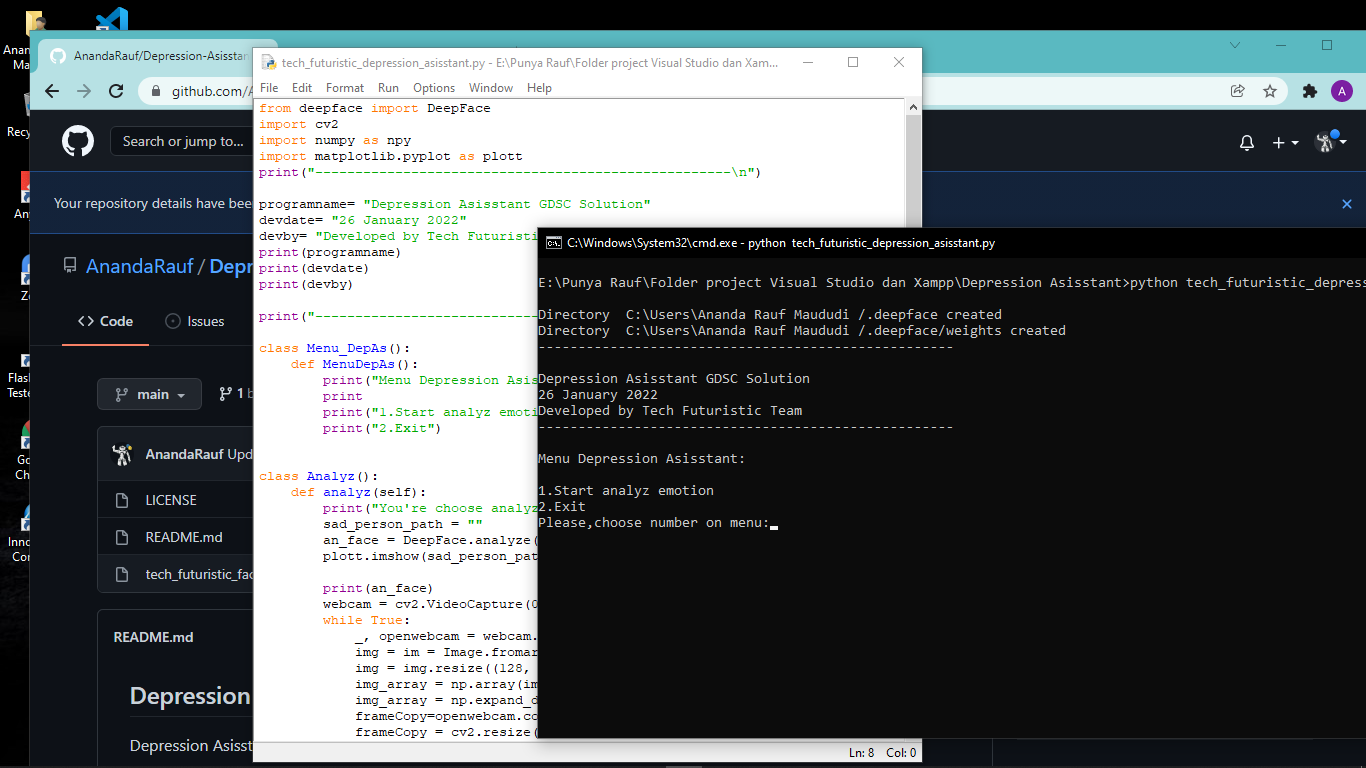 Anan
Ma
Recy
Any
Ze
Flash
Teste
Go
Ch
Inno
Cor
AnandaRauf/Depression-Asisstan
github.com/A
A
Search or jump to...
Your repository details have bee
AnandaRauf / Depr
Code
Issues
main
1 b
AnandaRauf Upd
LICENSE
README.md
tech_futuristic_fac
README.md
Depression
Depression Asisst
tech_futuristic_depression_asisstant.py - E:\Punya Rauf\Folder project Visual Studio dan Xam...
File Edit Format Run Options Window Help
from deepface import DeepFace
import cv2
import numpy as npy
import matplotlib.pyplot as plott
print("----------------------------------------------------\n")
programname= "Depression Asisstant GDSC Solution"
devdate= "26 January 2022"
devby= "Developed by Tech Futuristi
print(programname)
print(devdate)
print(devby)
print("----------------------------
class Menu_DepAs():
def MenuDepAs():
print("Menu Depression Asis
print
print("1.Start analyz emoti
print("2.Exit")
class Analyz():
def analyz(self):
print("You're choose analyz
sad_person_path = ""
an_face = DeepFace.analyze(
plott.imshow(sad_person_pat
print(an_face)
webcam = cv2.VideoCapture(0
while True:
_, openwebcam = webcam.
img = im = Image.fromar
img = img.resize((128,
img_array = np.array(im
img_array = np.expand_d
frameCopy=openwebcam.co
frameCopy = cv2.resize(
Ln: 8 Col: 0
C:\Windows\System32\cmd.exe - python tech_futuristic_depression_asisstant.py
E:\Punya Rauf\Folder project Visual Studio dan Xampp\Depression Asisstant>python tech_futuristic_depress
Directory C:\Users\Ananda Rauf Maududi /.deepface created
Directory C:\Users\Ananda Rauf Maududi /.deepface/weights created
----------------------------------------------------
Depression Asisstant GDSC Solution
26 January 2022
Developed by Tech Futuristic Team
----------------------------------------------------
Menu Depression Asisstant:
1.Start analyz emotion
2.Exit
Please,choose number on menu: